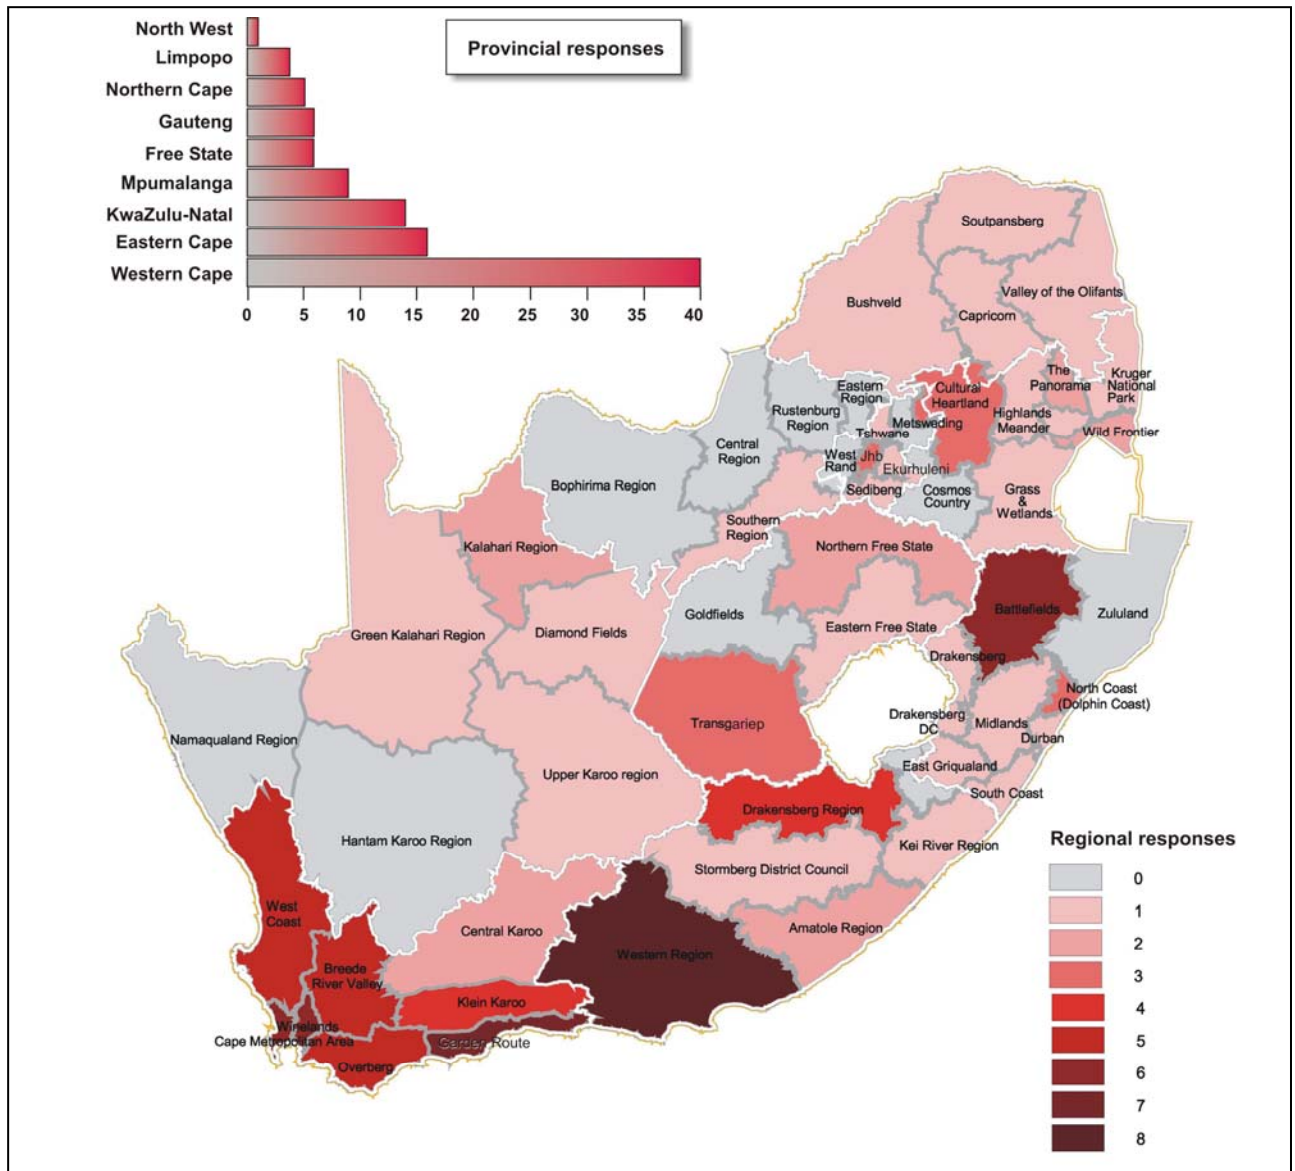 Provincial responses
North West
Limpopo
Northern Cape
Gauteng
Free State
Mpumalanga
KwaZulu-Natal
Eastern Cape
Western Cape
0 5 10 15 20 25 30 35 40
Soutpansberg
Bushveld
Valley of the Olifants
Capricorn
The
Panorama
Kruger
National
Park
Cultural
Heartland
Eastern
Region
Rustenburg
Region
Highlands
Meander
Metsweding
Tshwane
Wild Frontier
Central
Region
West
Rand
Jhb
Ekurhuleni
Bophirima Region
Sedibeng
Cosmos
Country
Grass
&
Wetlands
Southern
Region
Kalahari Region
Northern Free State
Goldfields
Battlefields
Zululand
Green Kalahari Region
Diamond Fields
Eastern Free State
Drakensberg
North Coast
(Dolphin Coast)
Transgariep
Drakensberg
DC
Midlands
Durban
Namaqualand Region
Upper Karoo region
East Griqualand
South Coast
Drakensberg Region
Hantam Karoo Region
Kei River Region
Stormberg District Council
West
Coast
Central Karoo
Amatole Region
Western Region
Breede
River Valley
Klein Karoo
Winelands
Cape Metropolitan Area
Garden Route
Overberg
Regional responses
0
1
2
3
4
5
6
7
8